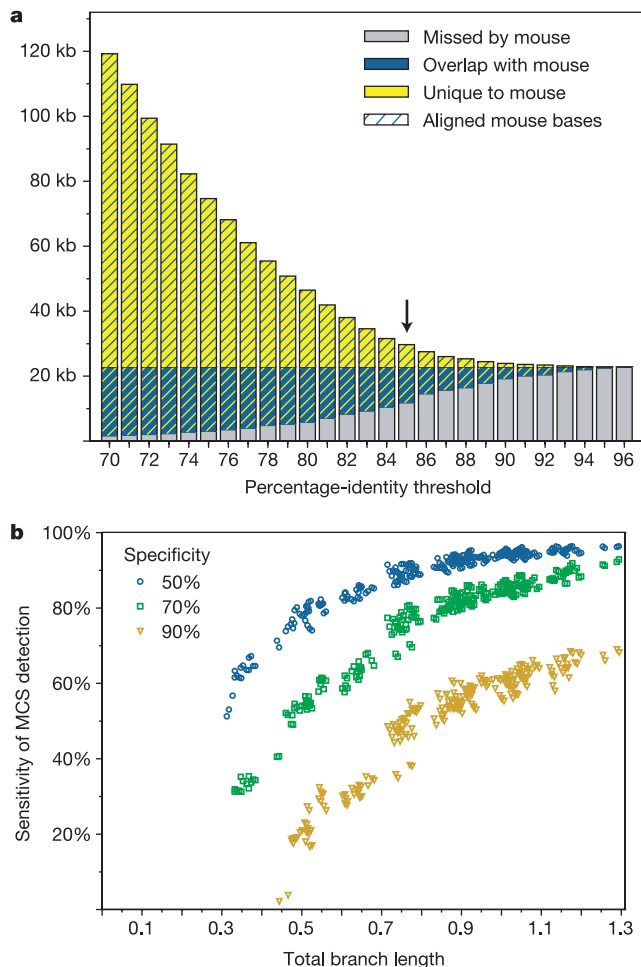 a
Missed by mouse
Overlap with mouse
Unique to mouse
Aligned mouse bases
120 kb
100 kb
80 kb
60 kb
40 kb
20 kb
70 72 74 76 78 80 82 84 86 88 90 92 94 96
Percentage-identity threshold
b
Specificity
50%
70%
90%
100%
80%
60%
40%
20%
Sensitivity of MCS detection
0.1 0.3 0.5 0.7 0.9 1.1 1.3
Total branch length